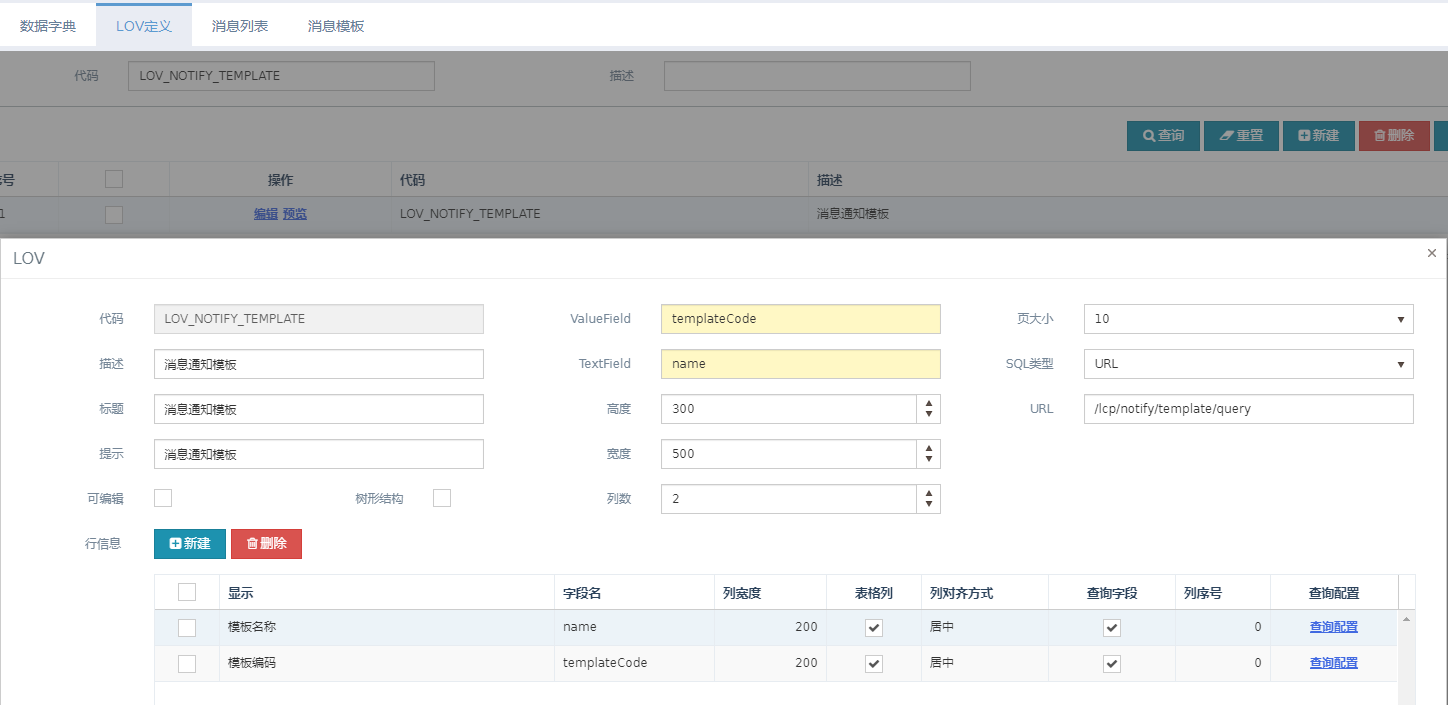 数据字典 LOV定义 消息列表 消息模板
代码 LOV_NOTIFY_TEMPLATE 描述
查询 重置 新建 删除
号 操作 代码 描述
1 编辑 预览 LOV_NOTIFY_TEMPLATE 消息通知模板
LOV ×
代码 LOV_NOTIFY_TEMPLATE ValueField templateCode 页大小 10
描述 消息通知模板 TextField name SQL类型 URL
标题 消息通知模板 高度 300 URL /lcp/notify/template/query
提示 消息通知模板 宽度 500
可编辑 树形结构 列数 2
行信息 新建 删除
显示 字段名 列宽度 表格列 列对齐方式 查询字段 列序号 查询配置
模板名称 name 200 居中 0 查询配置
模板编码 templateCode 200 居中 0 查询配置